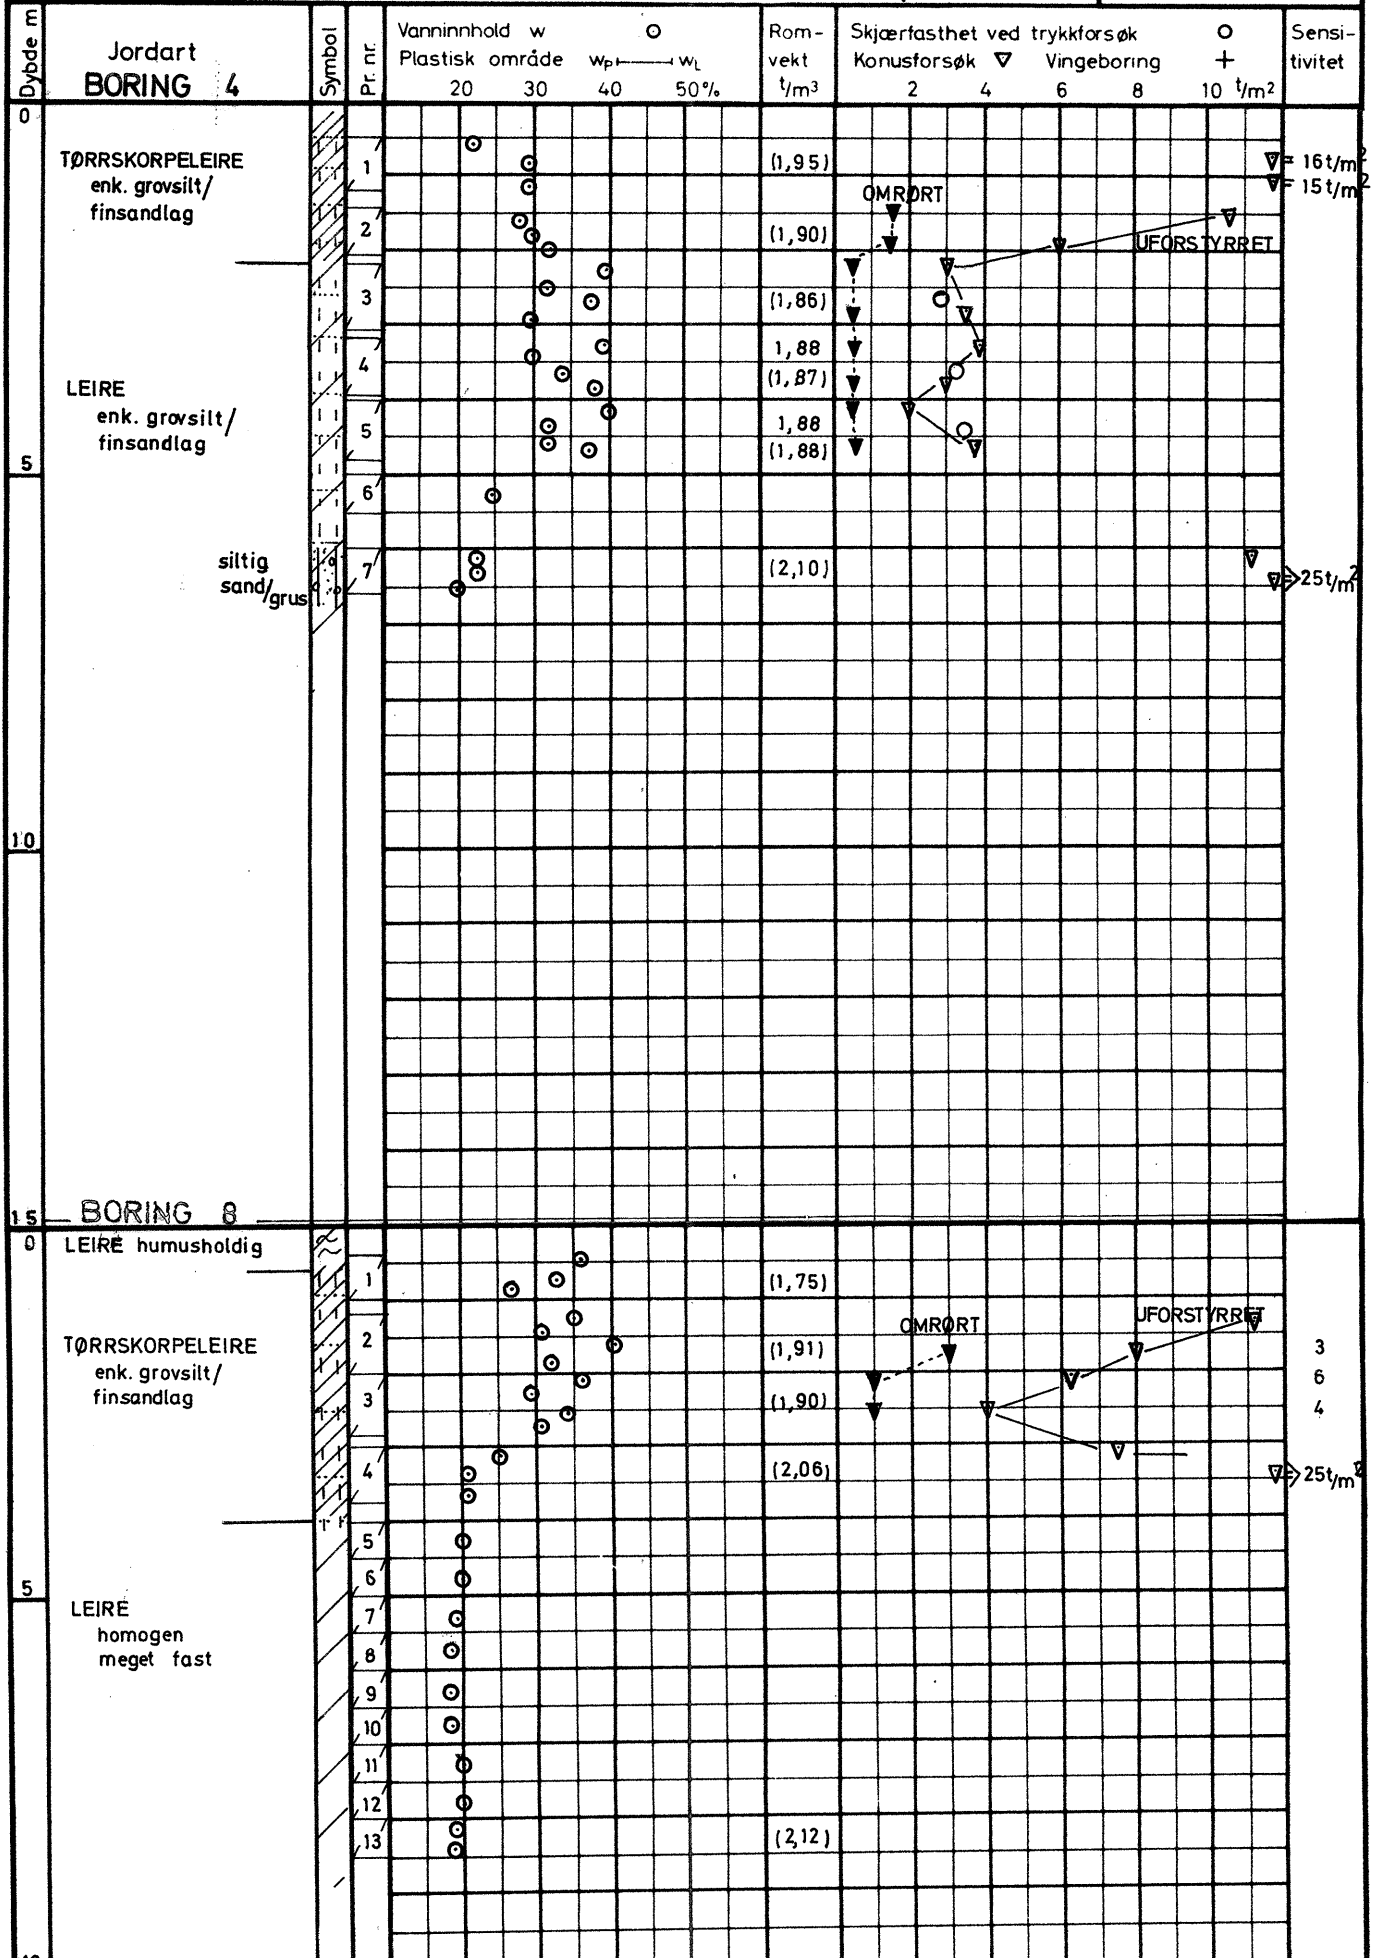 Dybde m
Jordart
BORING 4
Symbol
Pr. nr.
Vanninnhold w
Plastisk område wP wL
20 30 40 50%
Rom-
vekt
t/m3
Skjærfasthet ved trykkforsøk
Konusforsøk Vingeboring
2 4 6 8 10 t/m2
Sensi-
tivitet
0
TØRRSKORPELEIRE
enk. grovsilt/
finsandlag
1
(1,95)
= 16t/m2
= 15t/m2
OMRØRT
2
(1,90)
UFORSTYRRET
3
(1,86)
4
1,88
(1,87)
LEIRE
enk. grovsilt/
finsandlag
5
1,88
(1,88)
5
6
siltig
sand/grus
7
(2,10)
>25t/m2
10
15
BORING 8
0
LEIRE humusholdig
1
(1,75)
OMRØRT
UFORSTYRRET
TØRRSKORPELEIRE
enk. grovsilt/
finsandlag
2
(1,91)
3
6
3
(1,90)
4
4
(2,06)
>25t/m2
5
6
5
LEIRE
homogen
meget fast
7
8
9
10
11
12
13
(2,12)